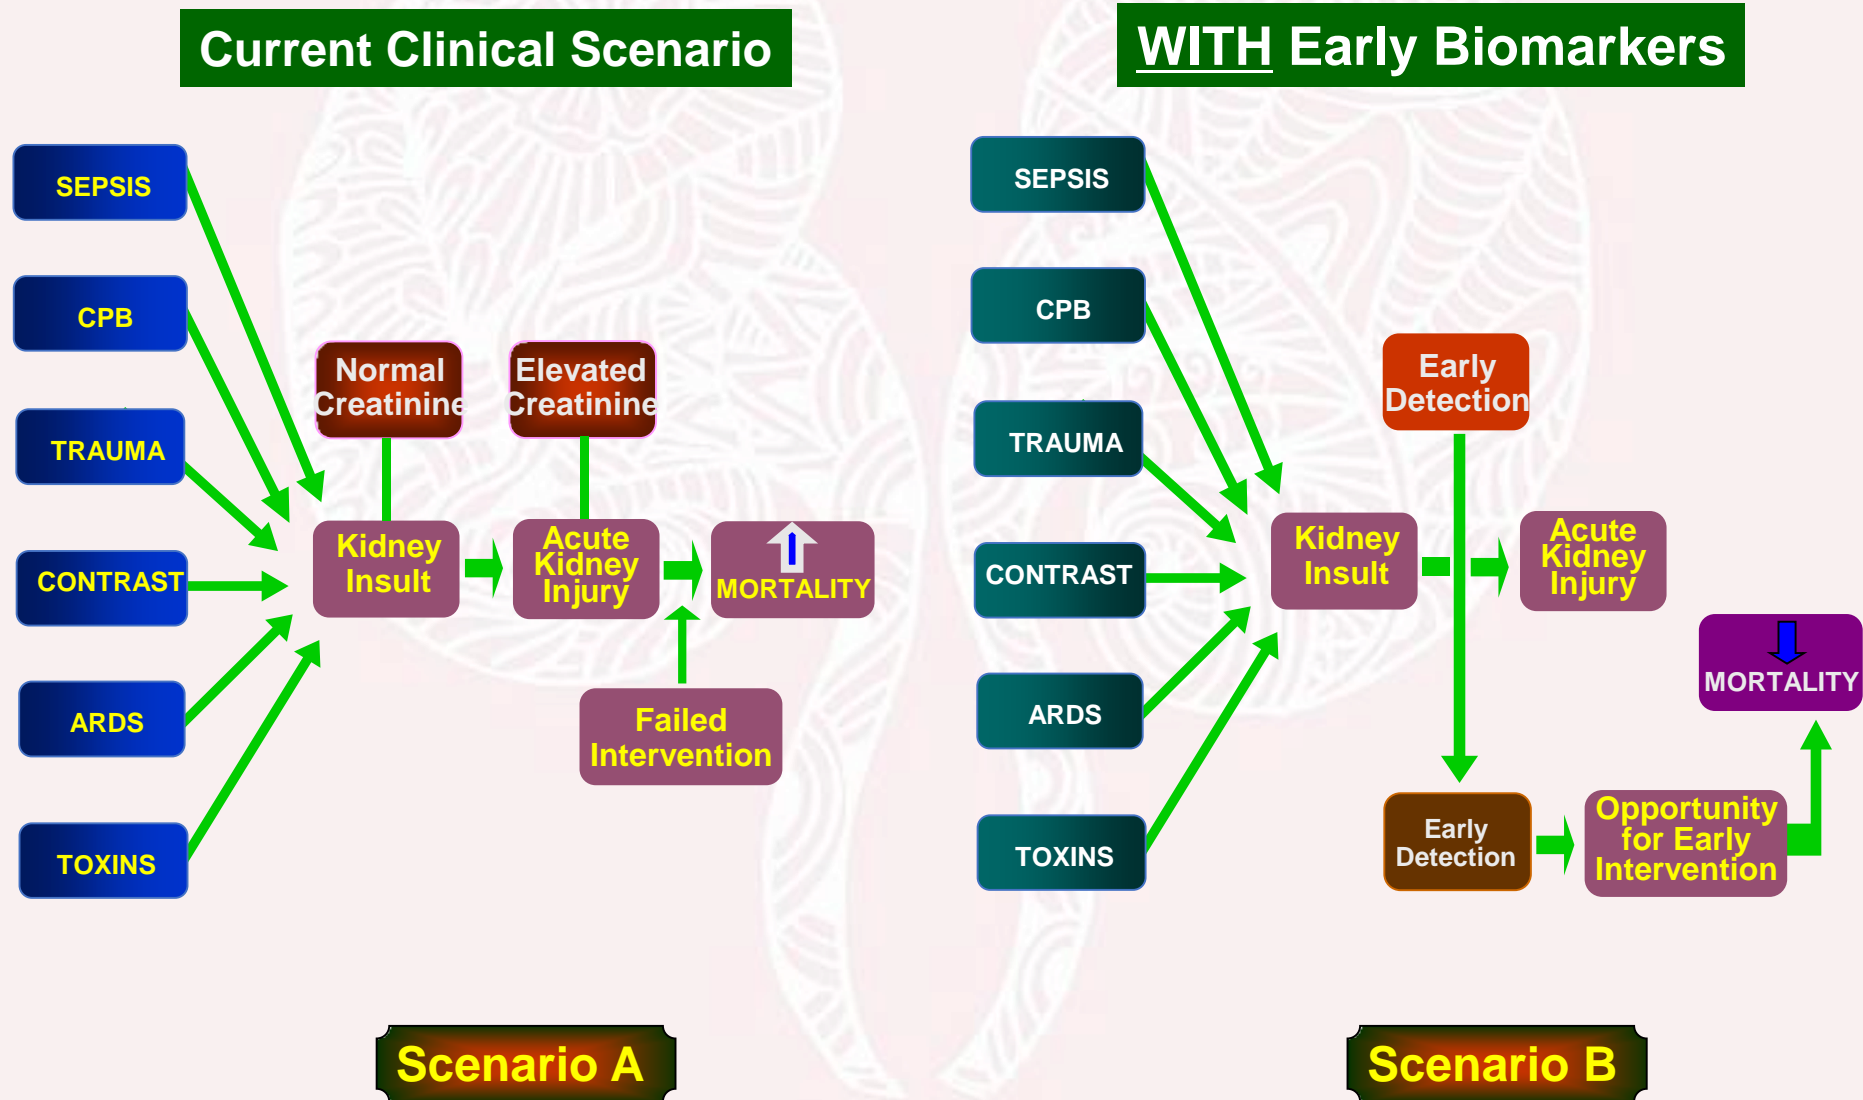 Current Clinical Scenario
SEPSIS
CPB
TRAUMA
CONTRAST
ARDS
TOXINS
Normal
Creatinine
Elevated
Creatinine
Kidney
Insult
Acute
Kidney
Injury
MORTALITY
Failed
Intervention
Scenario A
WITH Early Biomarkers
SEPSIS
CPB
TRAUMA
CONTRAST
ARDS
TOXINS
Early
Detection
Kidney
Insult
Acute
Kidney
Injury
MORTALITY
Early
Detection
Opportunity
for Early
Intervention
Scenario B